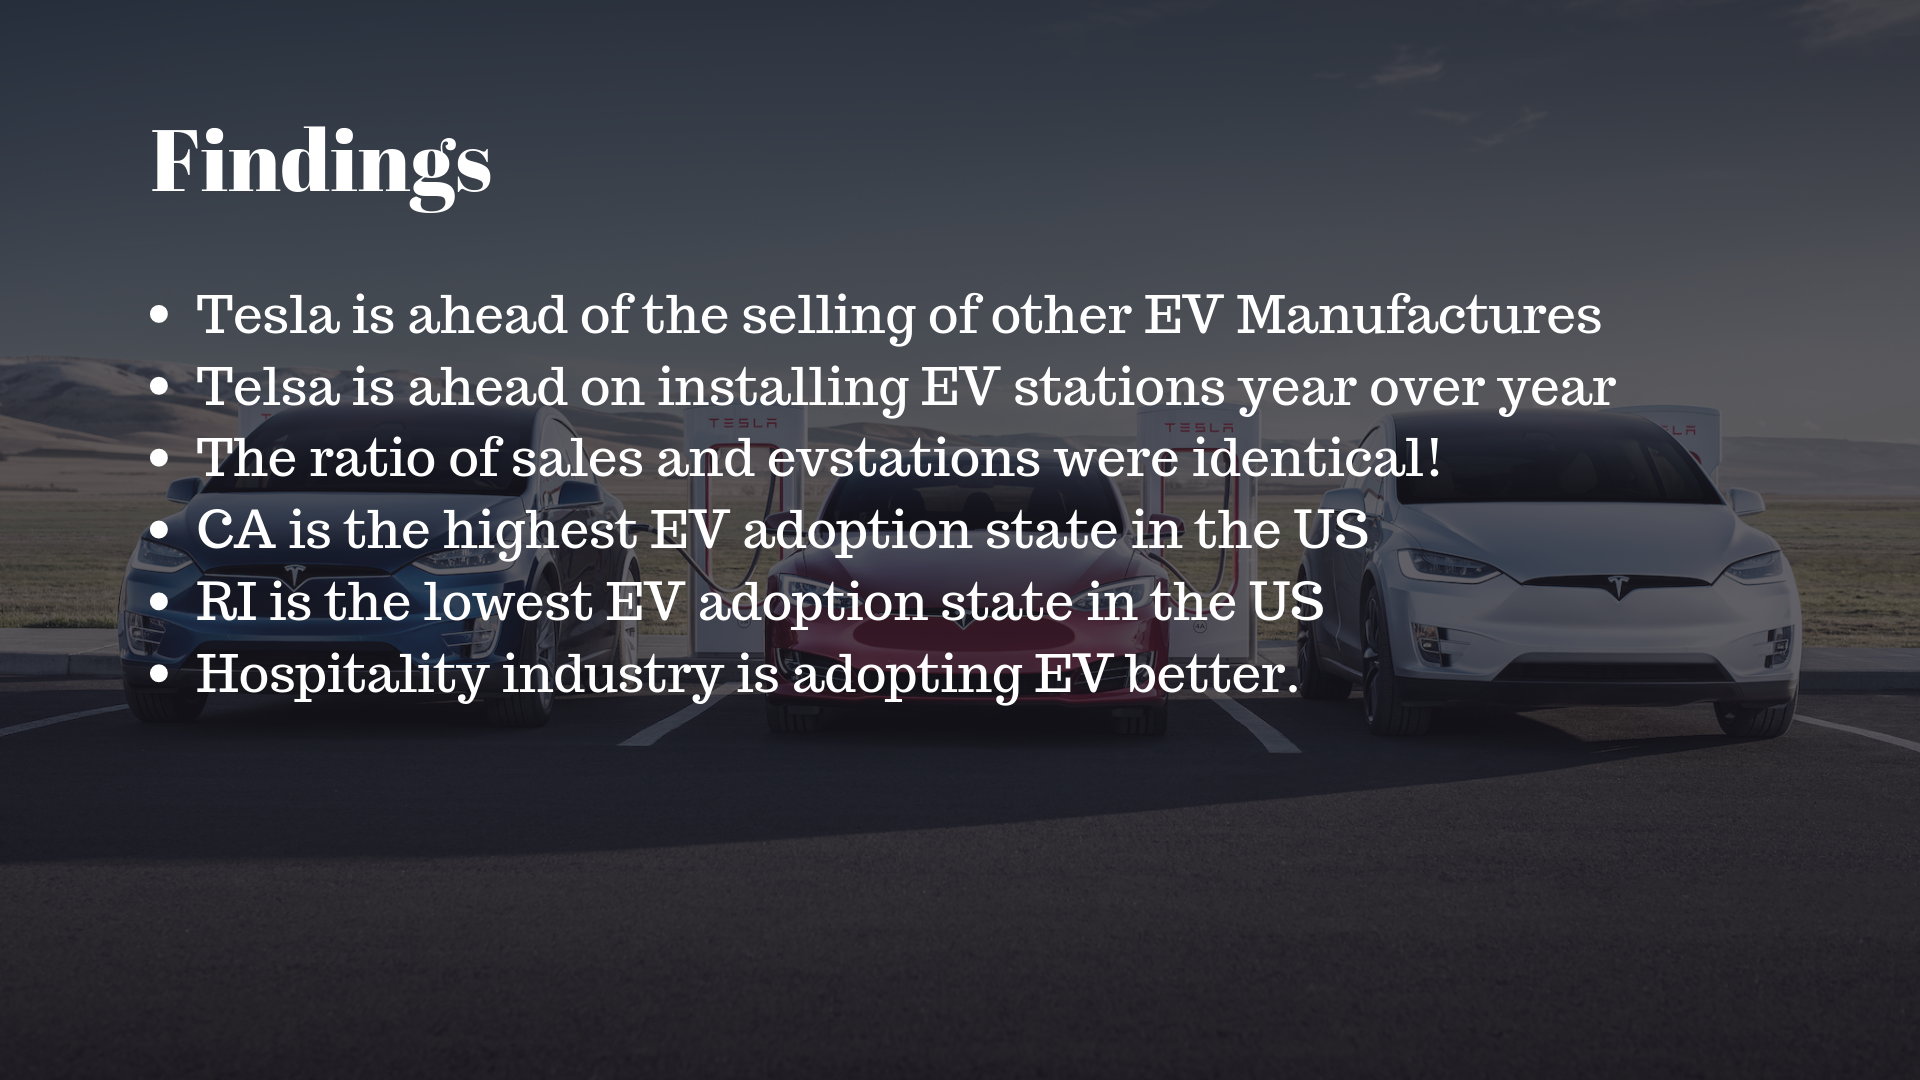 Findings
• Tesla is ahead of the selling of other EV Manufactures
• Telsa is ahead on installing EV stations year over year
• The ratio of sales and evstations were identical!
• CA is the highest EV adoption state in the US
• RI is the lowest EV adoption state in the US
• Hospitality industry is adopting EV better.
TESLA
TESLA